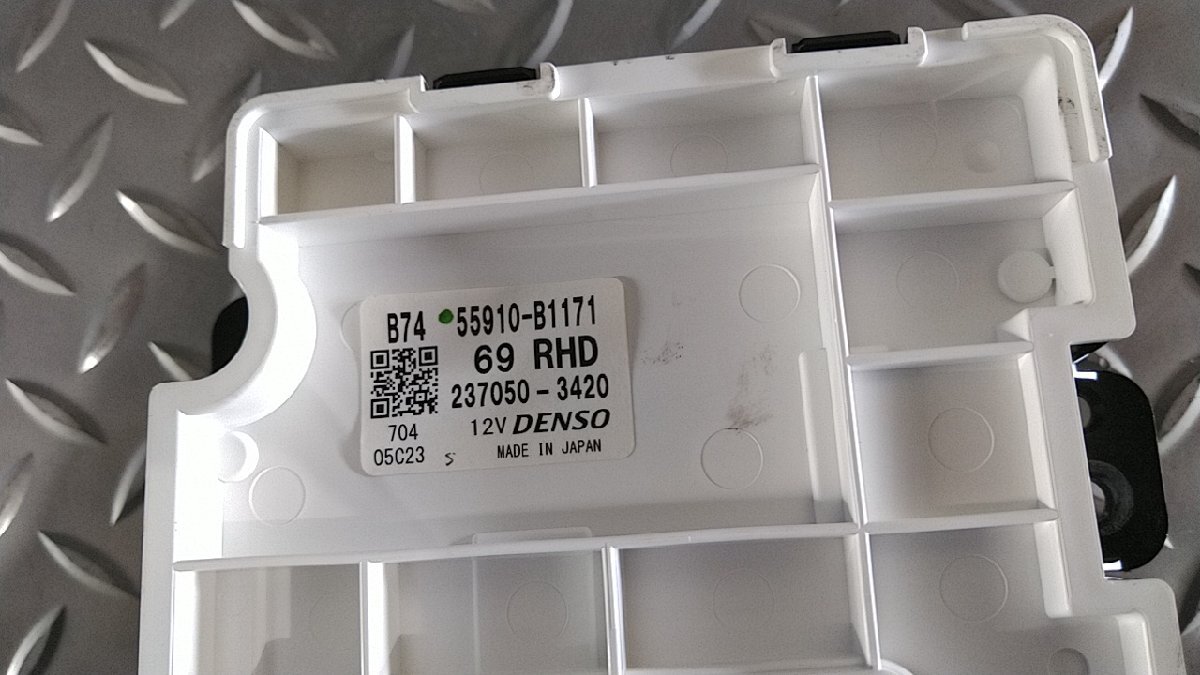 B74 55910-B1171
69 RHD
237050-3420
704 12V DENSO
05C23 S MADE IN JAPAN